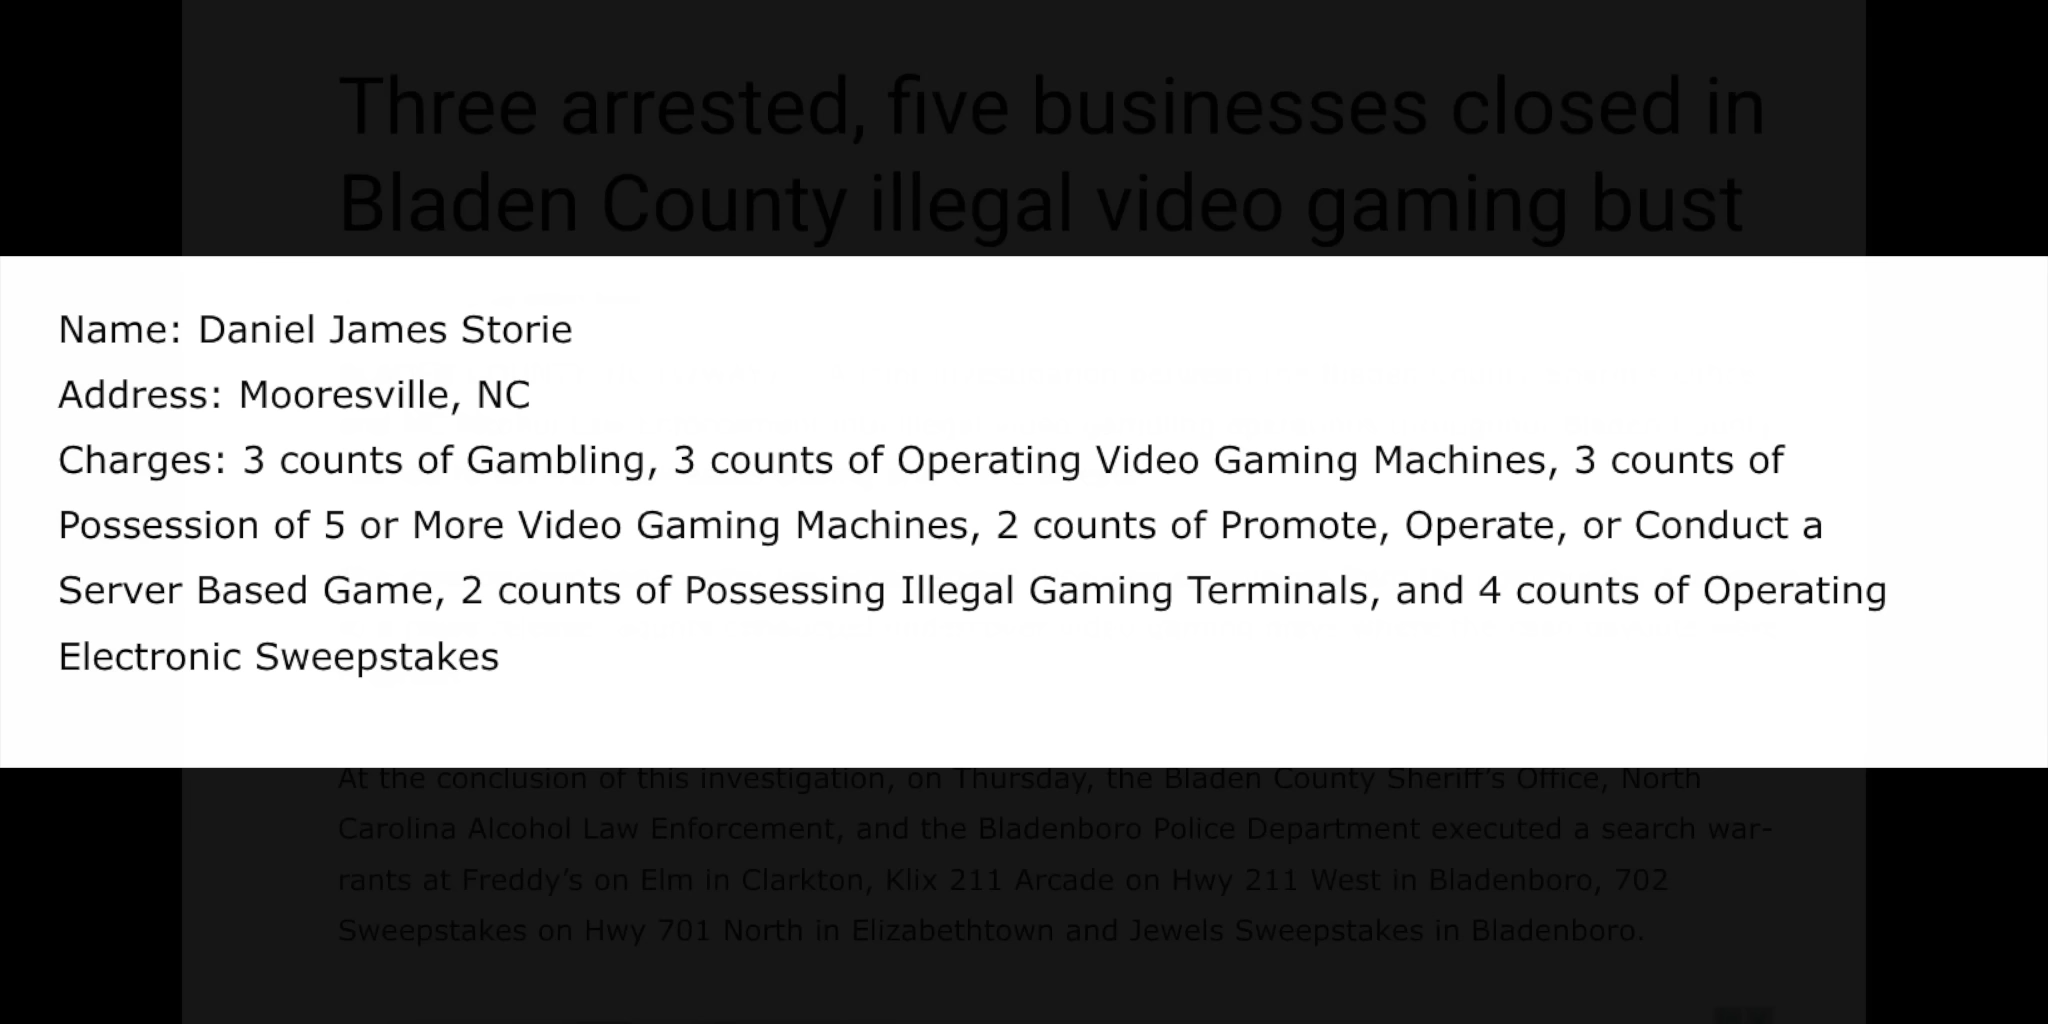 Three arrested, five businesses closed in
Bladen County illegal video gaming bust
Name: Daniel James Storie
Address: Mooresville, NC
Charges: 3 counts of Gambling, 3 counts of Operating Video Gaming Machines, 3 counts of
Possession of 5 or More Video Gaming Machines, 2 counts of Promote, Operate, or Conduct a
Server Based Game, 2 counts of Possessing Illegal Gaming Terminals, and 4 counts of Operating
Electronic Sweepstakes
At the conclusion of this investigation, on Thursday, the Bladen County Sheriff’s Office, North
Carolina Alcohol Law Enforcement, and the Bladenboro Police Department executed a search war-
rants at Freddy’s on Elm in Clarkton, Klix 211 Arcade on Hwy 211 West in Bladenboro, 702
Sweepstakes on Hwy 701 North in Elizabethtown and Jewels Sweepstakes in Bladenboro.